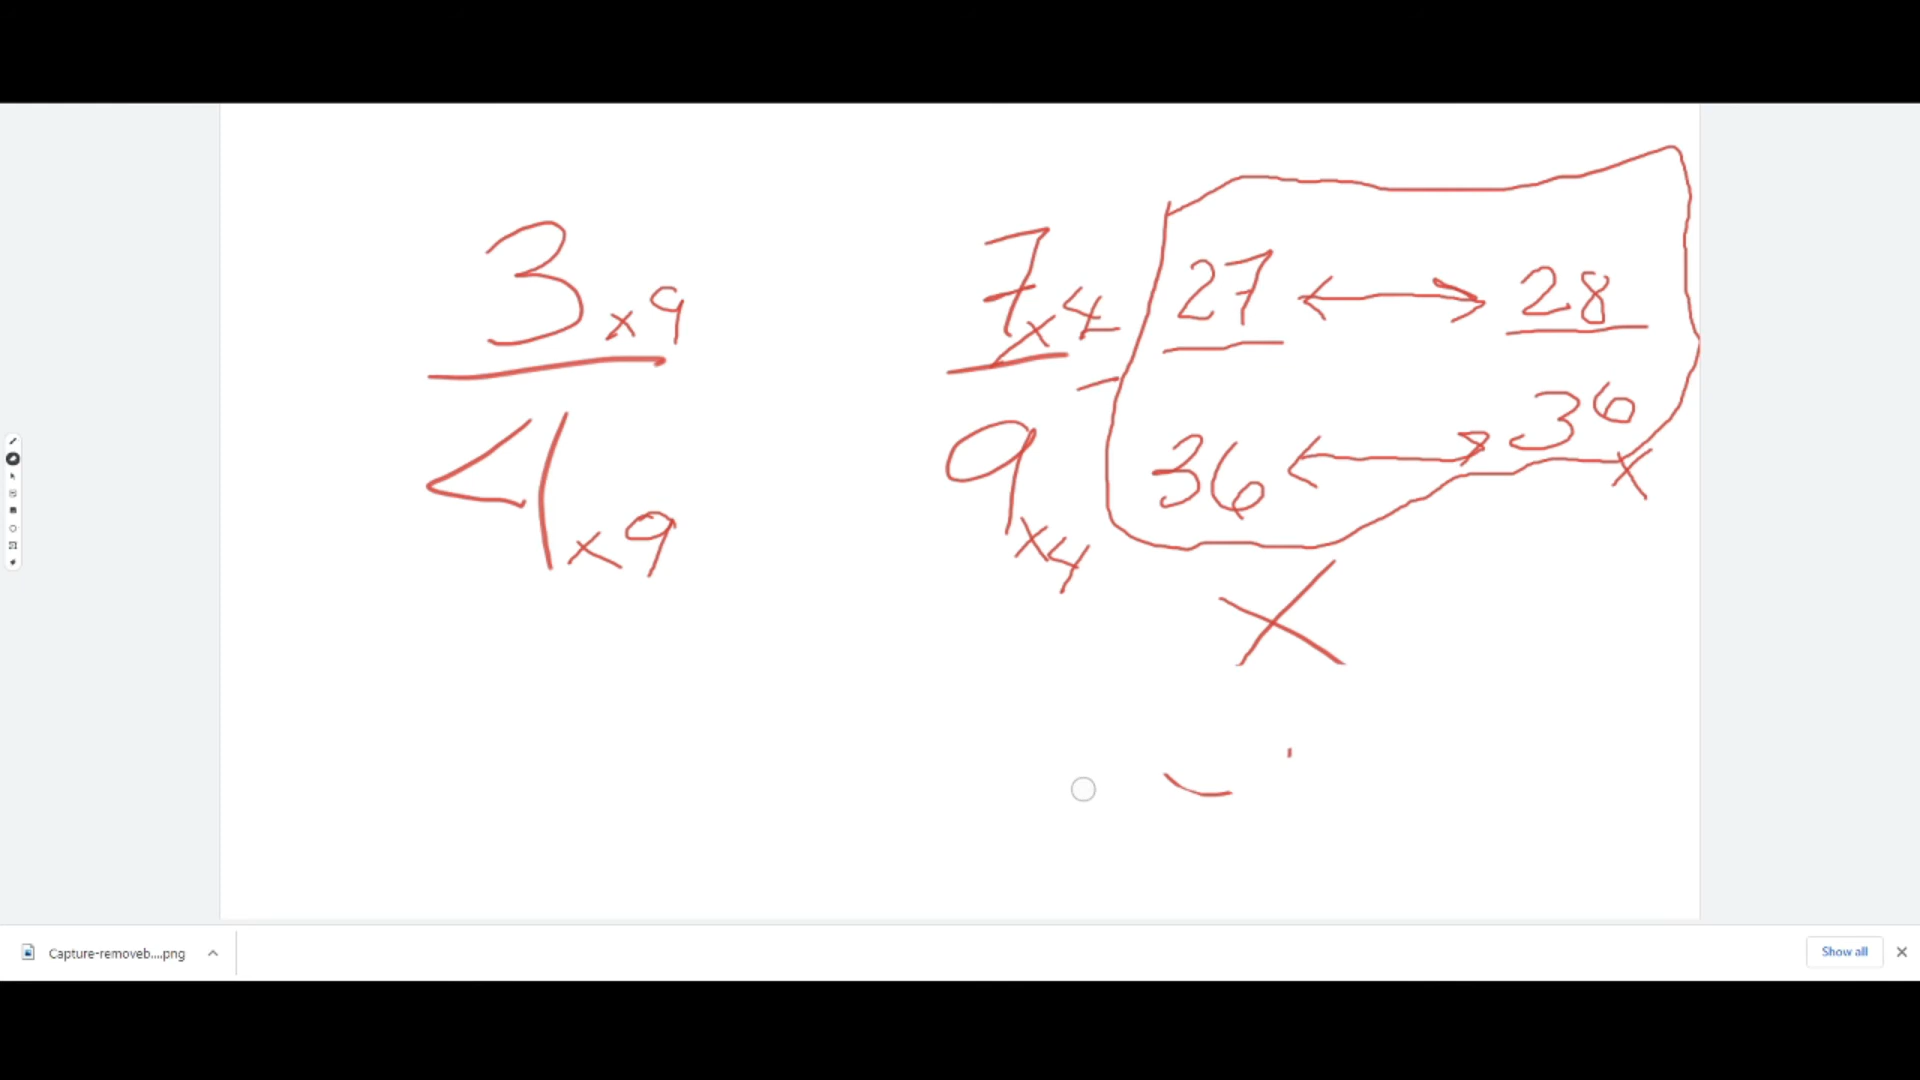 3 x9
4 x9
7 x4
9 x4
=
27 ↔ 28
36 ↔ 36
x
X
Capture-removeb....png
Show all